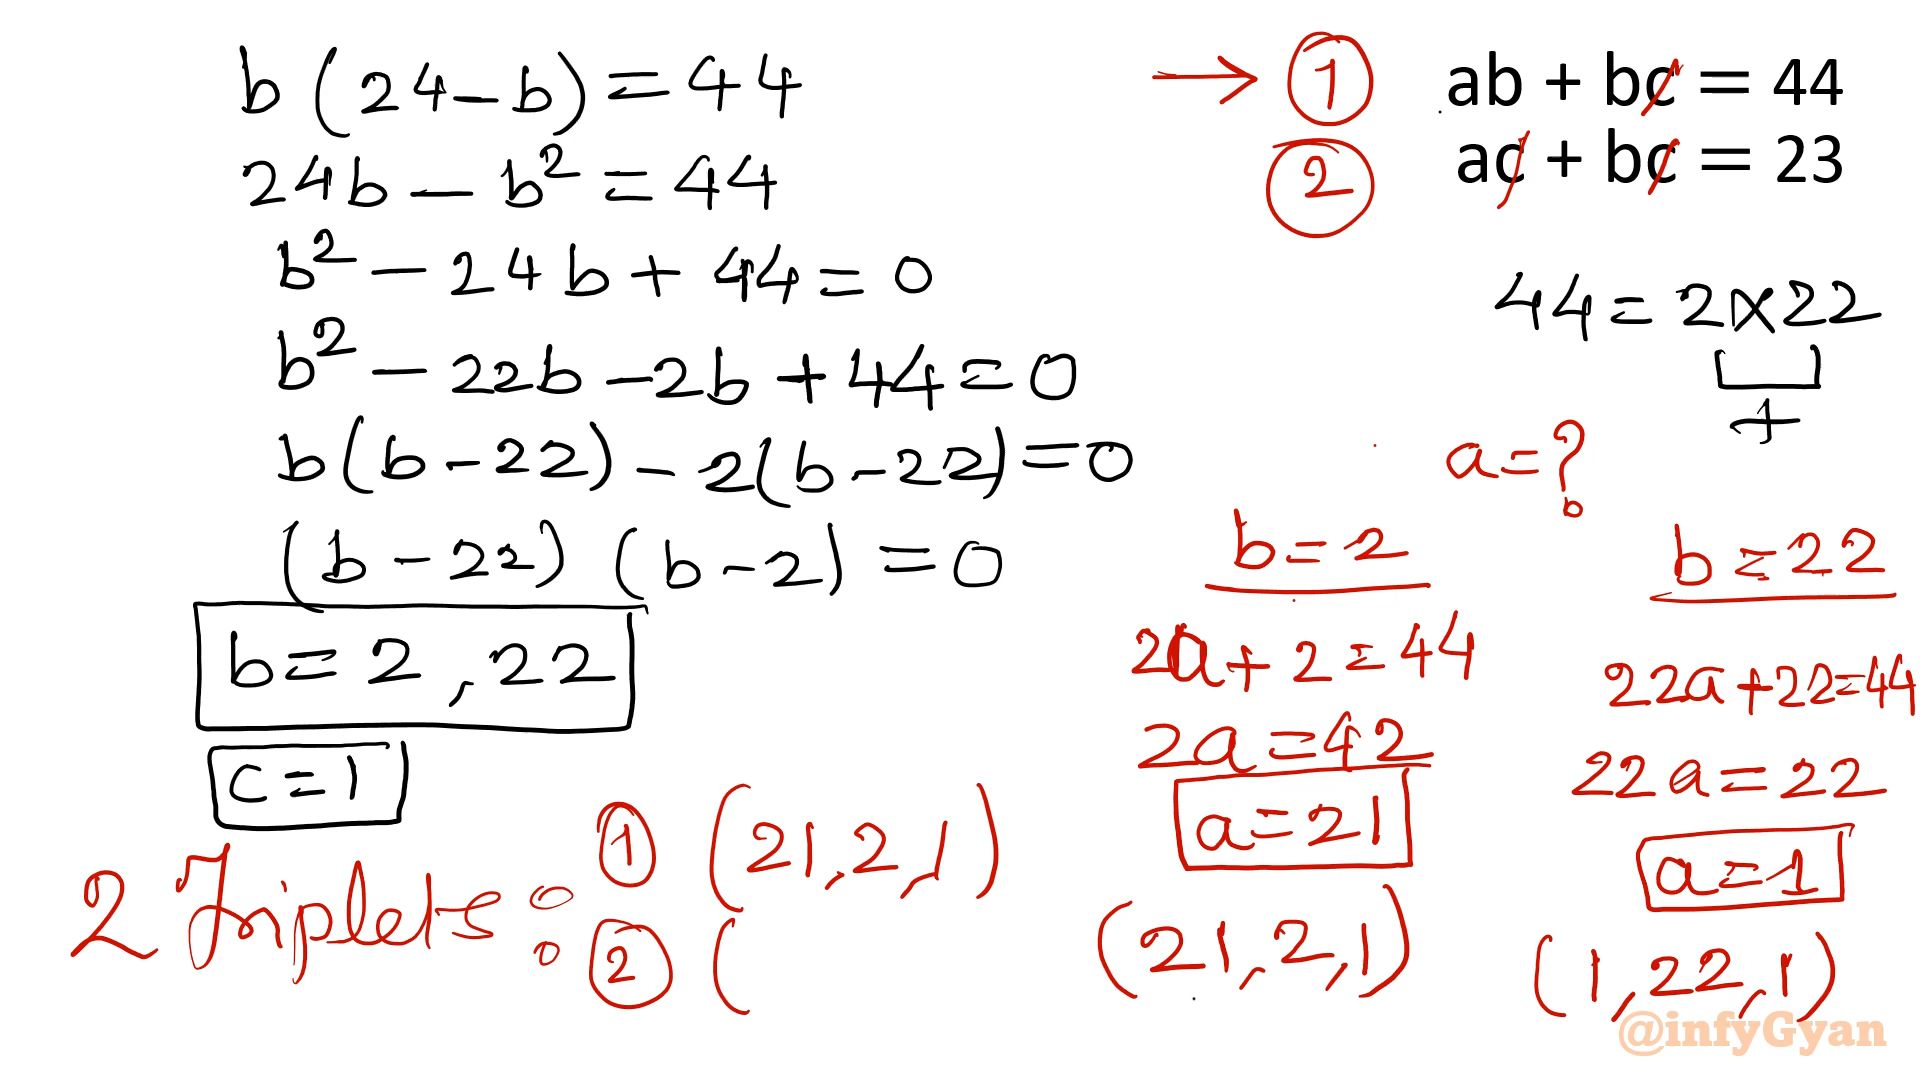 b(24-b)=44
24b-b²=44
b²-24b+44=0
b²-22b-2b+44=0
b(b-22)-2(b-22)=0
(b-22)(b-2)=0
b=2,22
c=1
2 Triplets:
① (21,2,1)
② (
→ ① ab + bc = 44
② ac + bc = 23
44=2×22
+
a=?
b=2
2a+2=44
2a=42
a=21
(21,2,1)
b=22
22a+22=44
22a=22
a=1
(1,22,1)
@infyGyan